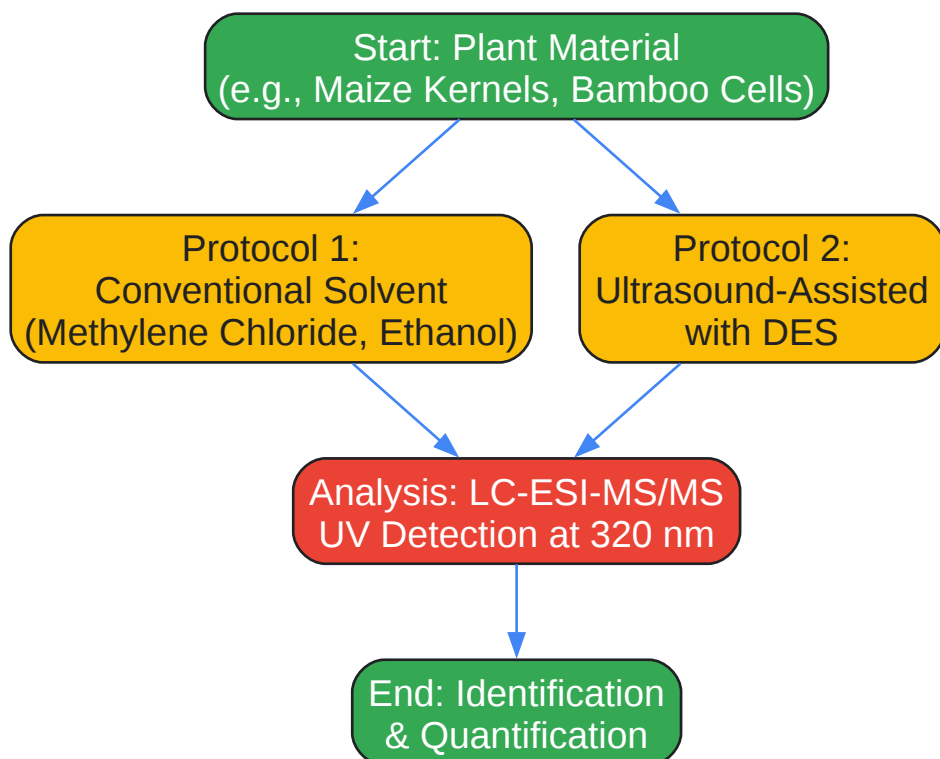 Start: Plant Material
(e.g., Maize Kernels, Bamboo Cells)
Protocol 1:
Conventional Solvent
(Methylene Chloride, Ethanol)
Protocol 2:
Ultrasound-Assisted
with DES
Analysis: LC-ESI-MS/MS
UV Detection at 320 nm
End: Identification
& Quantification